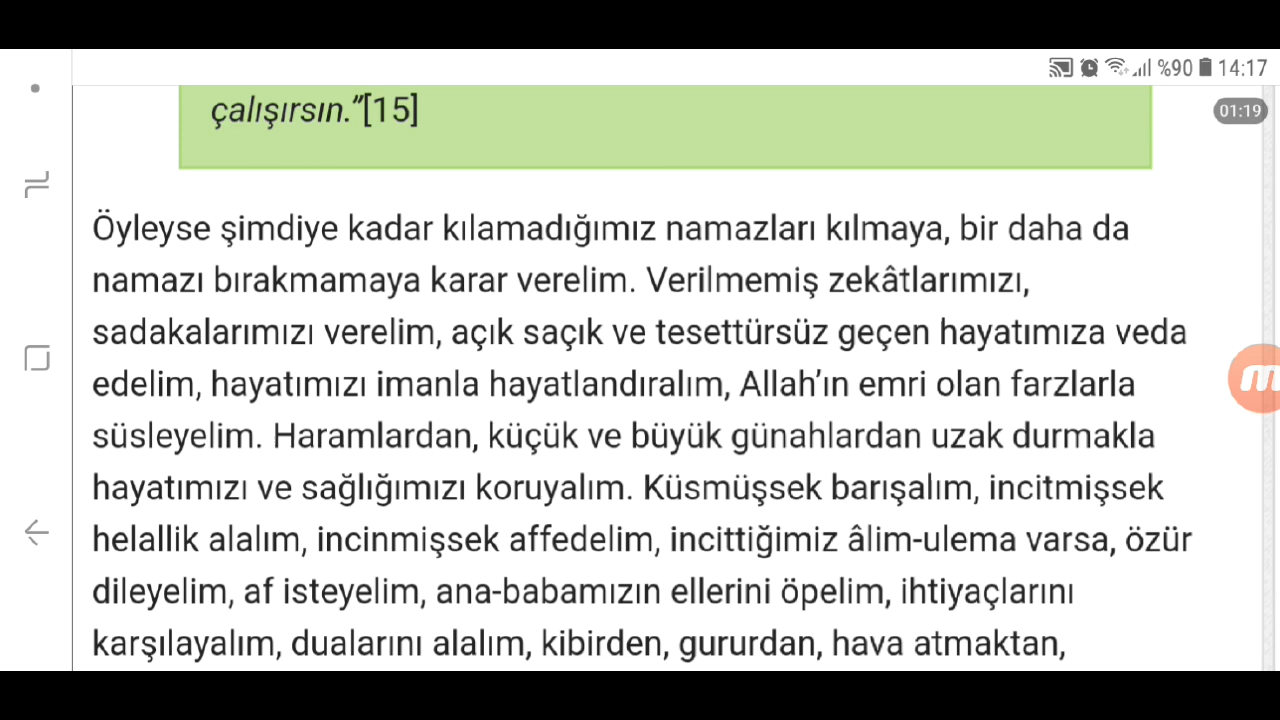 %90 14:17
01:19
çalışırsın.”[15]
Öyleyse şimdiye kadar kılamadığımız namazları kılmaya, bir daha da
namazı bırakmamaya karar verelim. Verilmemiş zekâtlarımızı,
sadakalarımızı verelim, açık saçık ve tesettürsüz geçen hayatımıza veda
edelim, hayatımızı imanla hayatlandıralım, Allah’ın emri olan farzlarla
süsleyelim. Haramlardan, küçük ve büyük günahlardan uzak durmakla
hayatımızı ve sağlığımızı koruyalım. Küsmüşsek barışalım, incitmişsek
helallik alalım, incinmişsek affedelim, incittiğimiz âlim-ulema varsa, özür
dileyelim, af isteyelim, ana-babamızın ellerini öpelim, ihtiyaçlarını
karşılayalım, dualarını alalım, kibirden, gururdan, hava atmaktan,